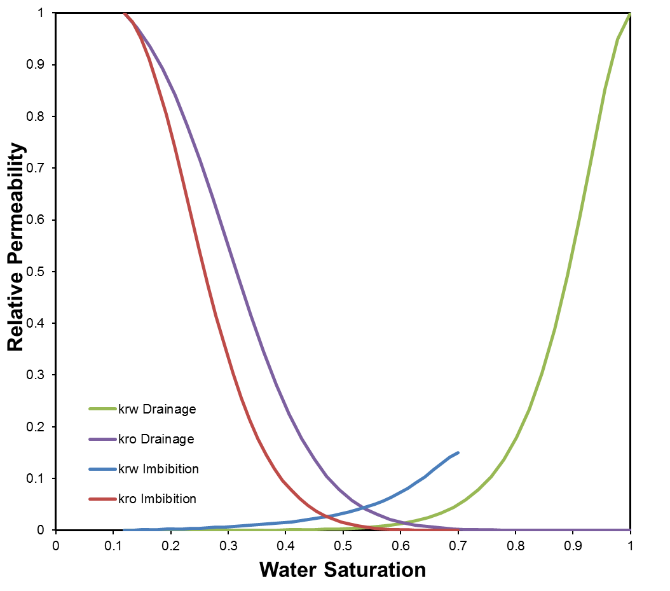 Relative Permeability
1
0.9
0.8
0.7
0.6
0.5
0.4
0.3
0.2
0.1
0
krw Drainage
kro Drainage
krw Imbibition
kro Imbibition
0 0.1 0.2 0.3 0.4 0.5 0.6 0.7 0.8 0.9 1
Water Saturation